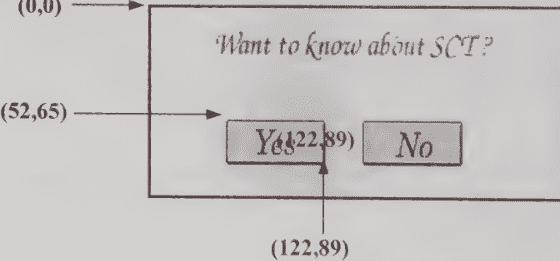 (0,0)
Want to know about SCT?
(52,65)
Yes (122,89) No
(122,89)